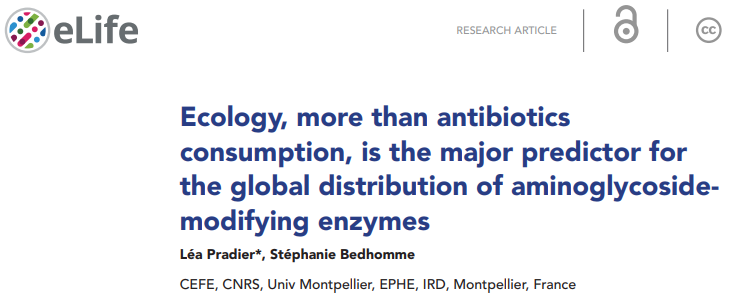 eLife
RESEARCH ARTICLE
cc
Ecology, more than antibiotics
consumption, is the major predictor for
the global distribution of aminoglycoside-
modifying enzymes
Léa Pradier*, Stéphanie Bedhomme
CEFE, CNRS, Univ Montpellier, EPHE, IRD, Montpellier, France